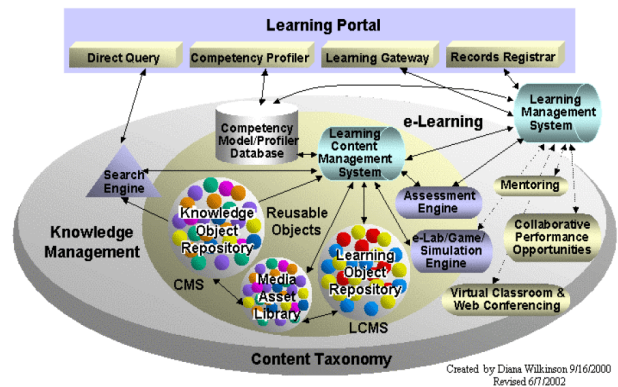 Learning Portal
Direct Query
Competency Profiler
Learning Gateway
Records Registrar
Learning
Management
System
e-Learning
Competency
Model/Profiler
Database
Learning
Content
Management
System
Search
Engine
Assessment
Engine
Mentoring
Knowledge
Object
Repository
Reusable
Objects
Knowledge
Management
e-Lab/Game/
Simulation
Engine
Collaborative
Performance
Opportunities
Learning
Object
Repository
CMS
Media
Asset
Library
LCMS
Virtual Classroom &
Web Conferencing
Content Taxonomy
Created by Diana Wilkinson 9/16/2000
Revised 6/7/2002